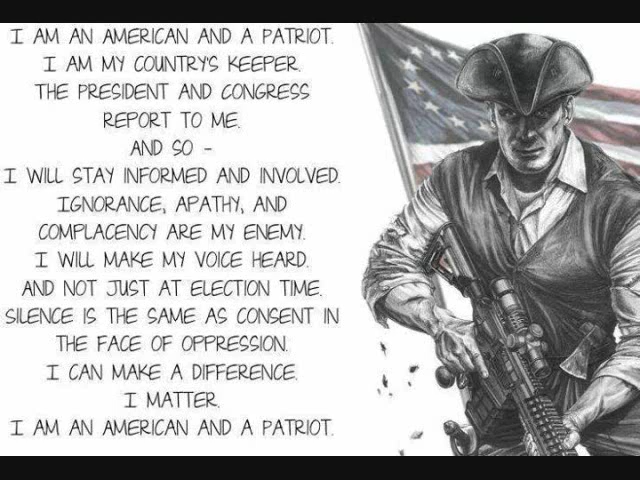 I AM AN AMERICAN AND A PATRIOT.
I AM MY COUNTRY'S KEEPER.
THE PRESIDENT AND CONGRESS
REPORT TO ME.
AND SO -
I WILL STAY INFORMED AND INVOLVED.
IGNORANCE, APATHY, AND
COMPLACENCY ARE MY ENEMY.
I WILL MAKE MY VOICE HEARD.
AND NOT JUST AT ELECTION TIME.
SILENCE IS THE SAME AS CONSENT IN
THE FACE OF OPPRESSION.
I CAN MAKE A DIFFERENCE.
I MATTER.
I AM AN AMERICAN AND A PATRIOT.